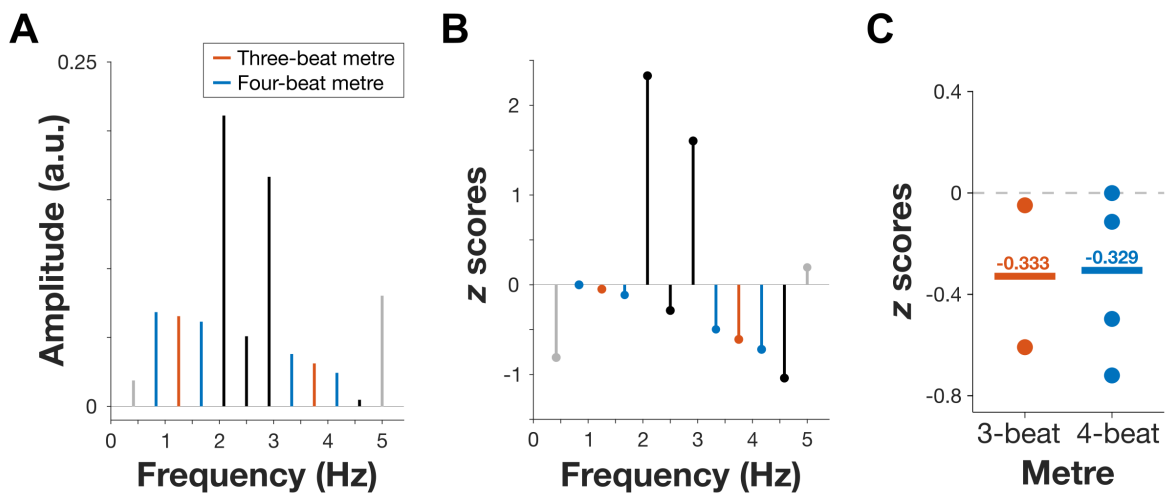 A
0.25
0
Amplitude (a.u.)
Three-beat metre
Four-beat metre
0 1 2 3 4 5
Frequency (Hz)
B
2
1
0
-1
z scores
0 1 2 3 4 5
Frequency (Hz)
C
0.4
0
-0.4
-0.8
z scores
-0.333 -0.329
3-beat 4-beat
Metre